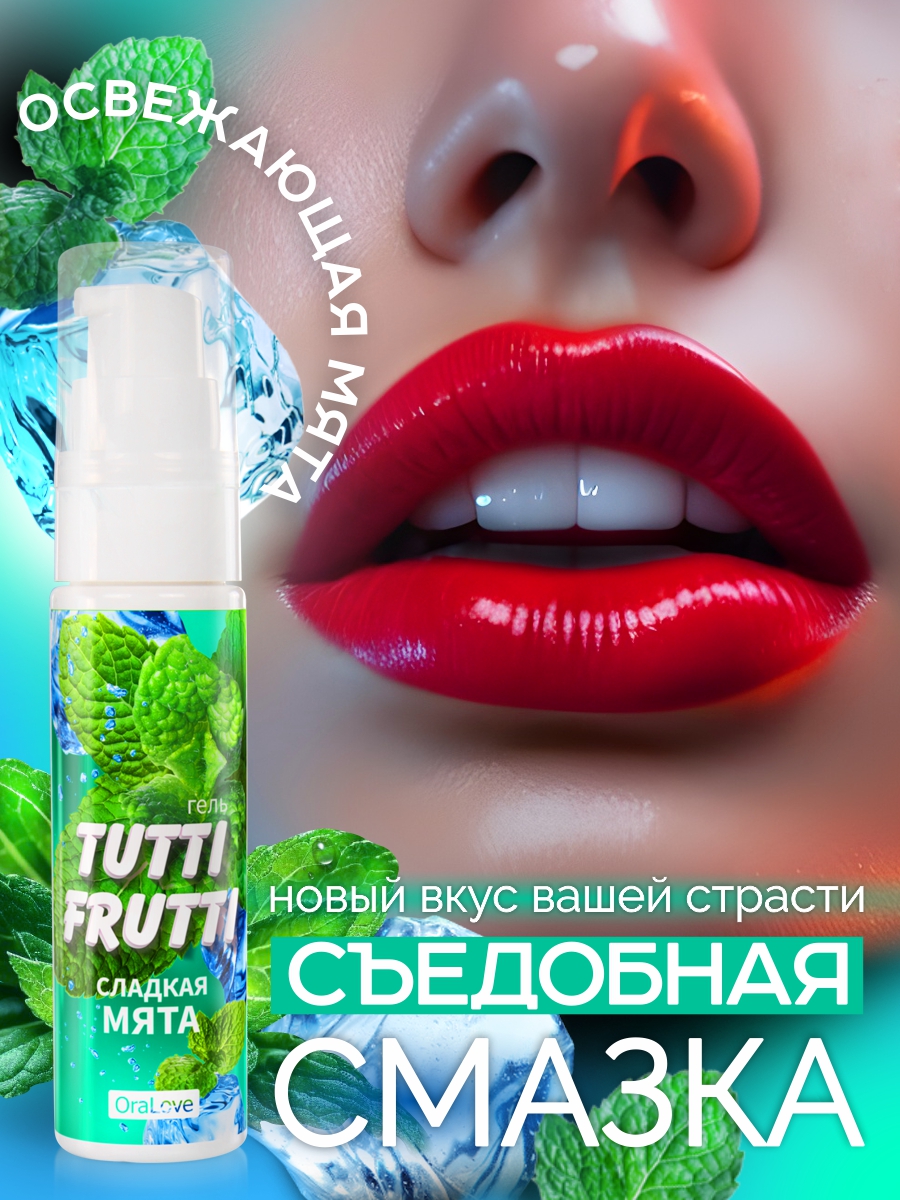 ОСВЕЖАЮЩАЯ МЯТА
гель
TUTTI
FRUTTI
СЛАДКАЯ
МЯТА
OraLove
новый вкус вашей страсти
СЪЕДОБНАЯ
СМАЗКА